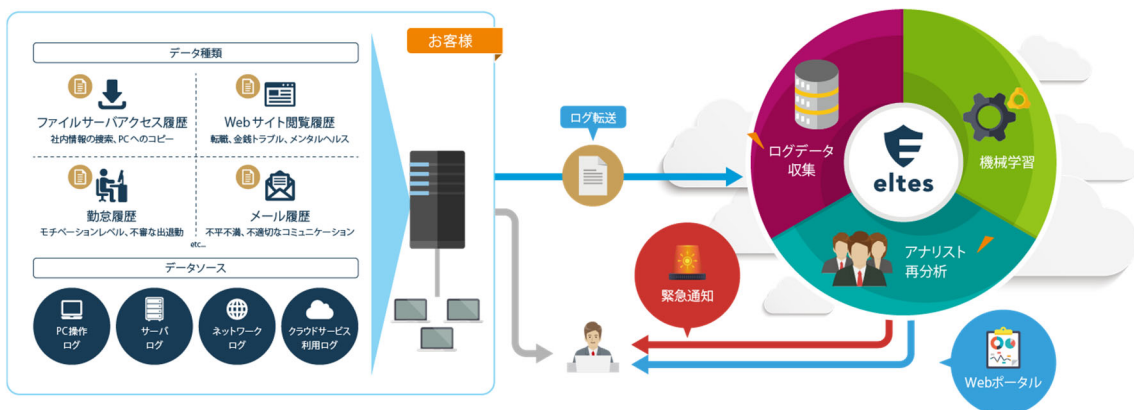 お客様
データ種類
ファイルサーバアクセス履歴
社内情報の捜索、PCへのコピー
Webサイト閲覧履歴
転職、金銭トラブル、メンタルヘルス
勤怠履歴
モチベーションレベル、不審な出退勤
メール履歴
不平不満、不適切なコミュニケーション
etc...
データソース
PC操作
ログ
サーバ
ログ
ネットワーク
ログ
クラウドサービス
利用ログ
ログ転送
ログデータ
収集
機械学習
eltes
アナリスト
再分析
緊急通知
Webポータル